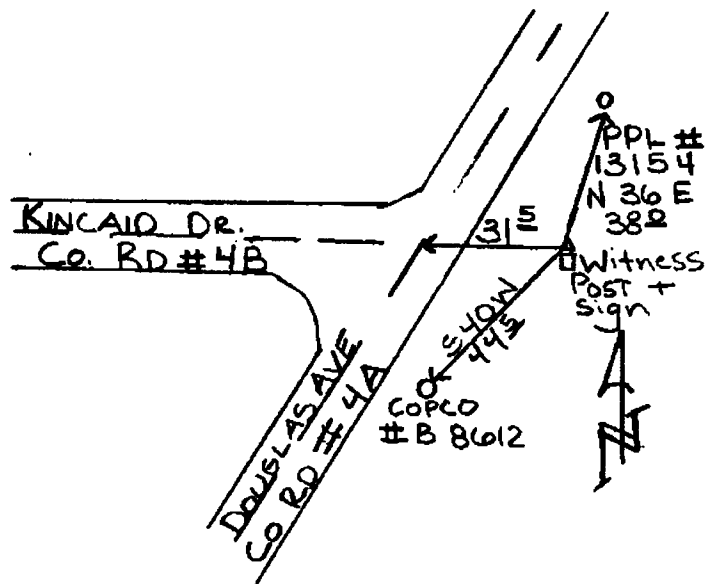 PPL #
13154
N 36 E
38 0
KINCAID DR.
CO. RD # 4B
31 5
Witness
Post +
Sign
S 40 W
44 5
COPCO
# B 8612
DOUGLAS AVE
CO RD # 4A
N